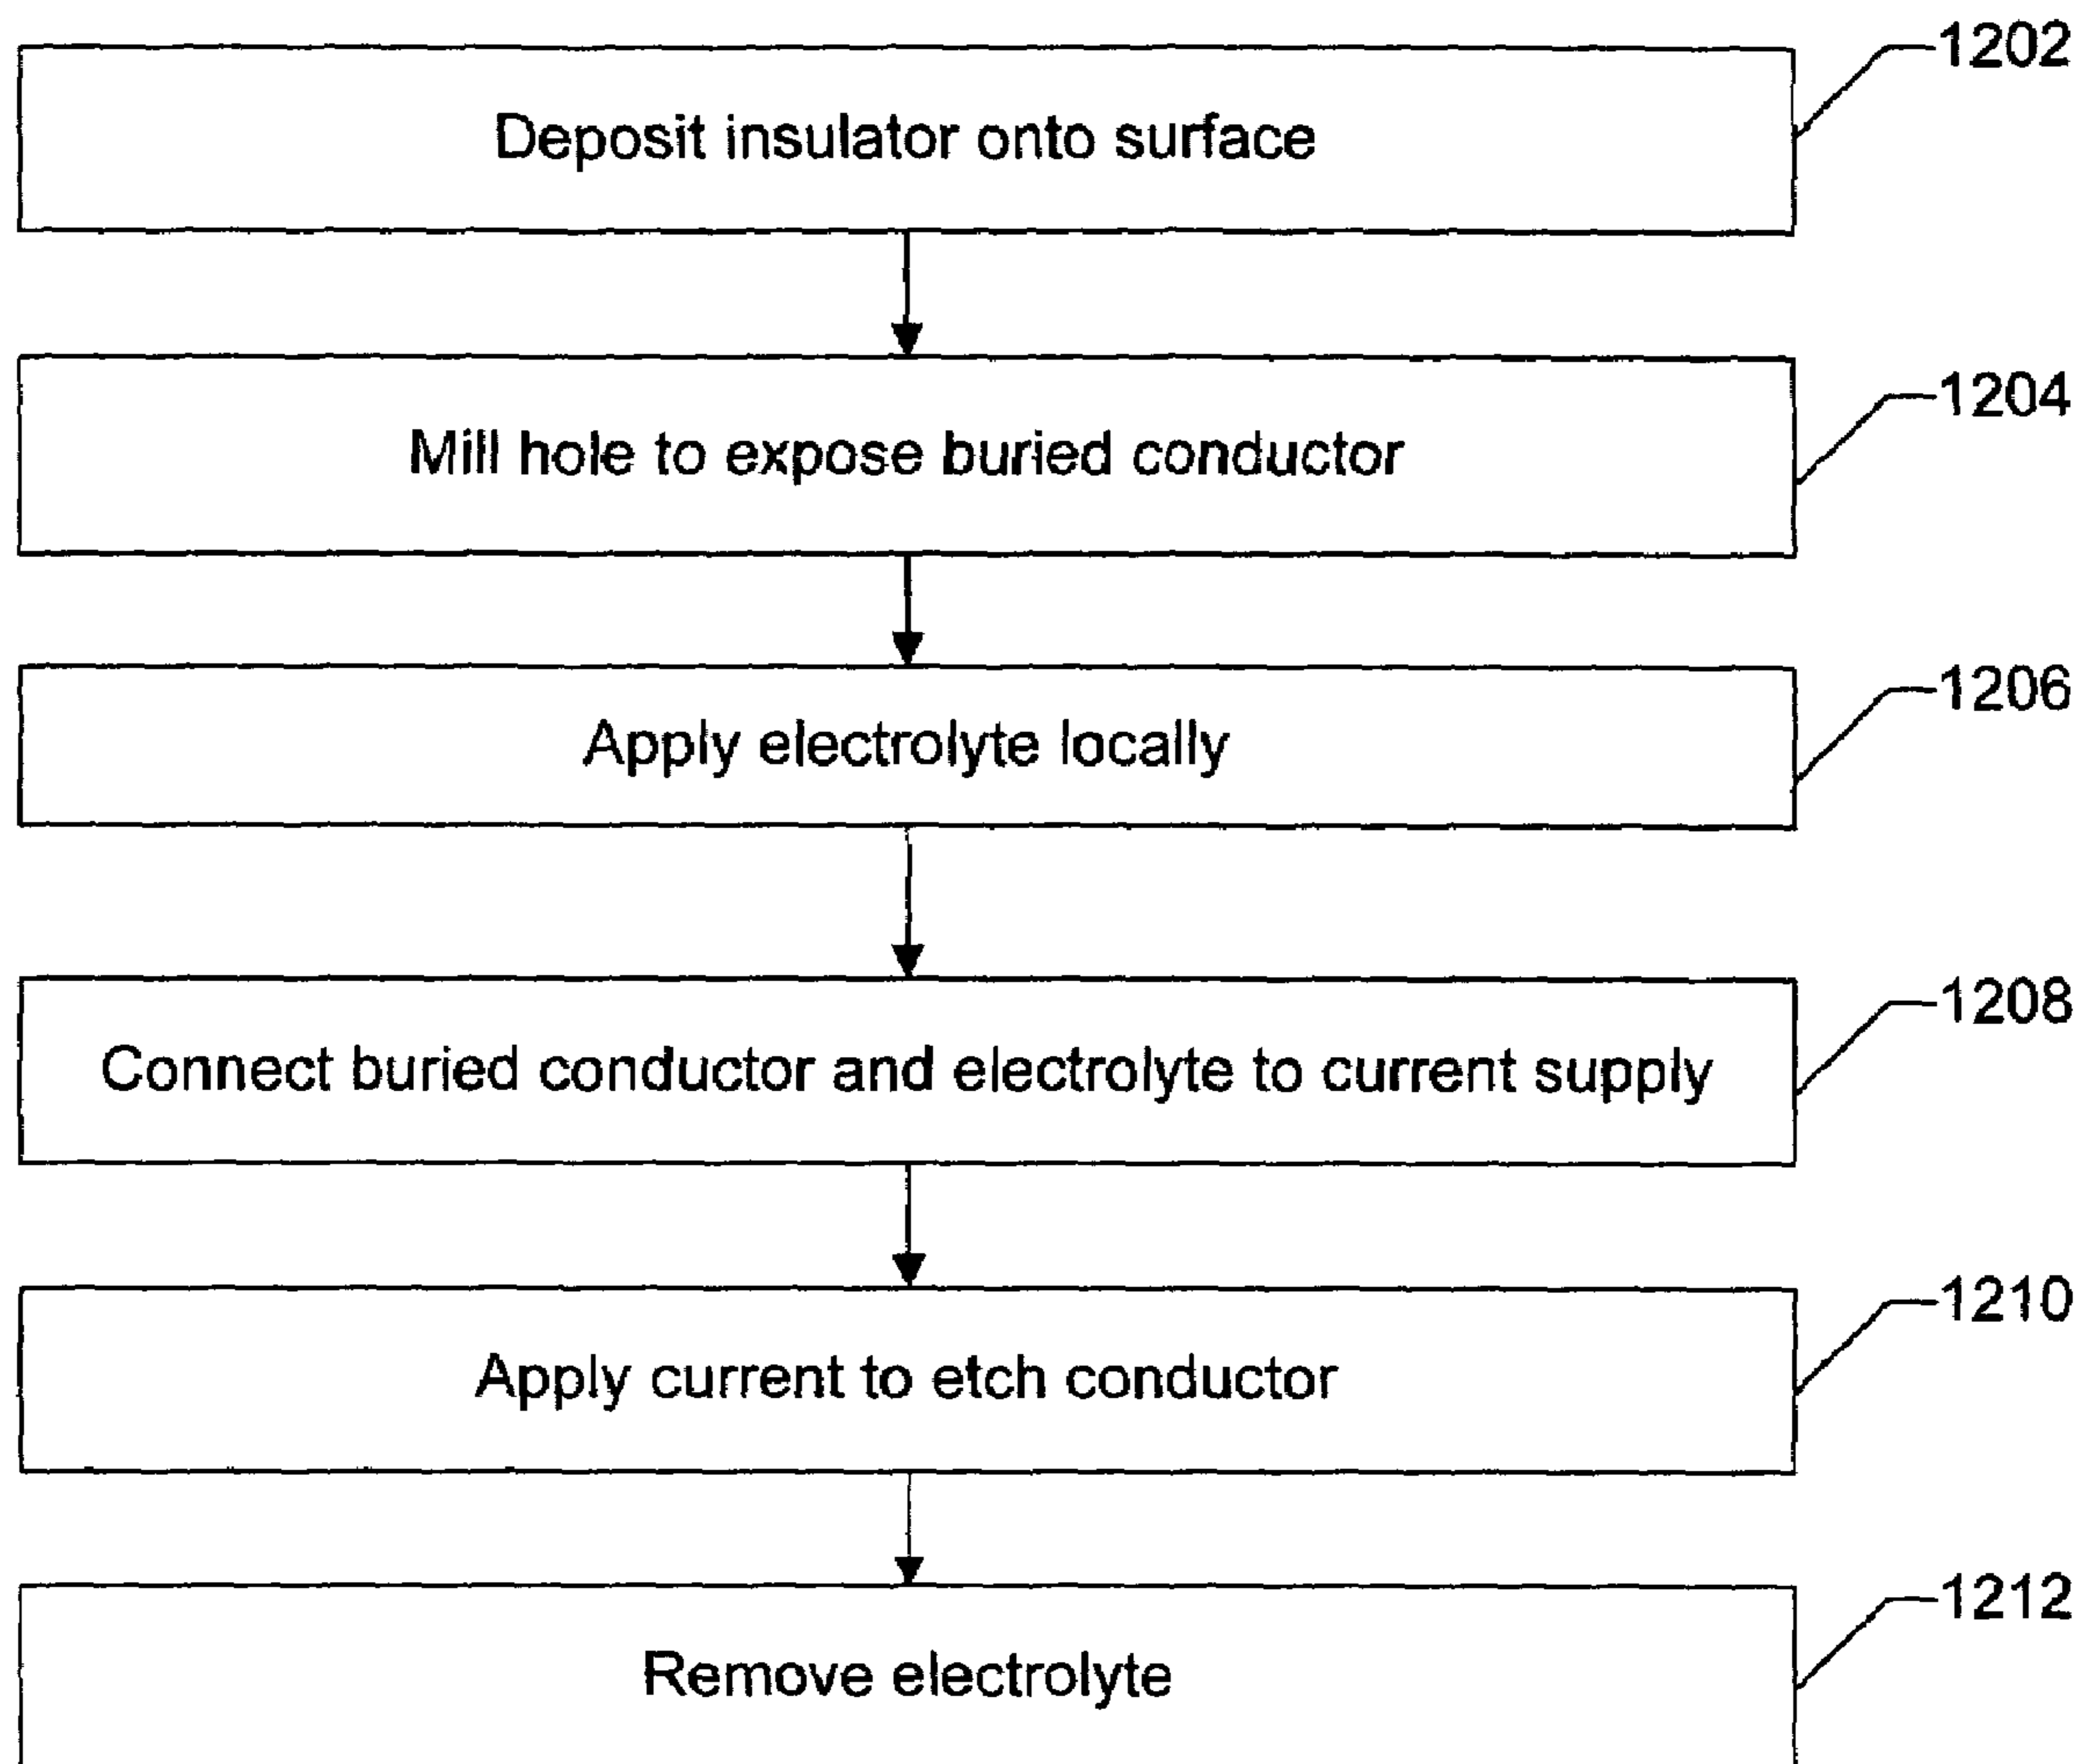 1202
Deposit insulator onto surface
1204
Mill hole to expose buried conductor
1206
Apply electrolyte locally
1208
Connect buried conductor and electrolyte to current supply
1210
Apply current to etch conductor
1212
Remove electrolyte